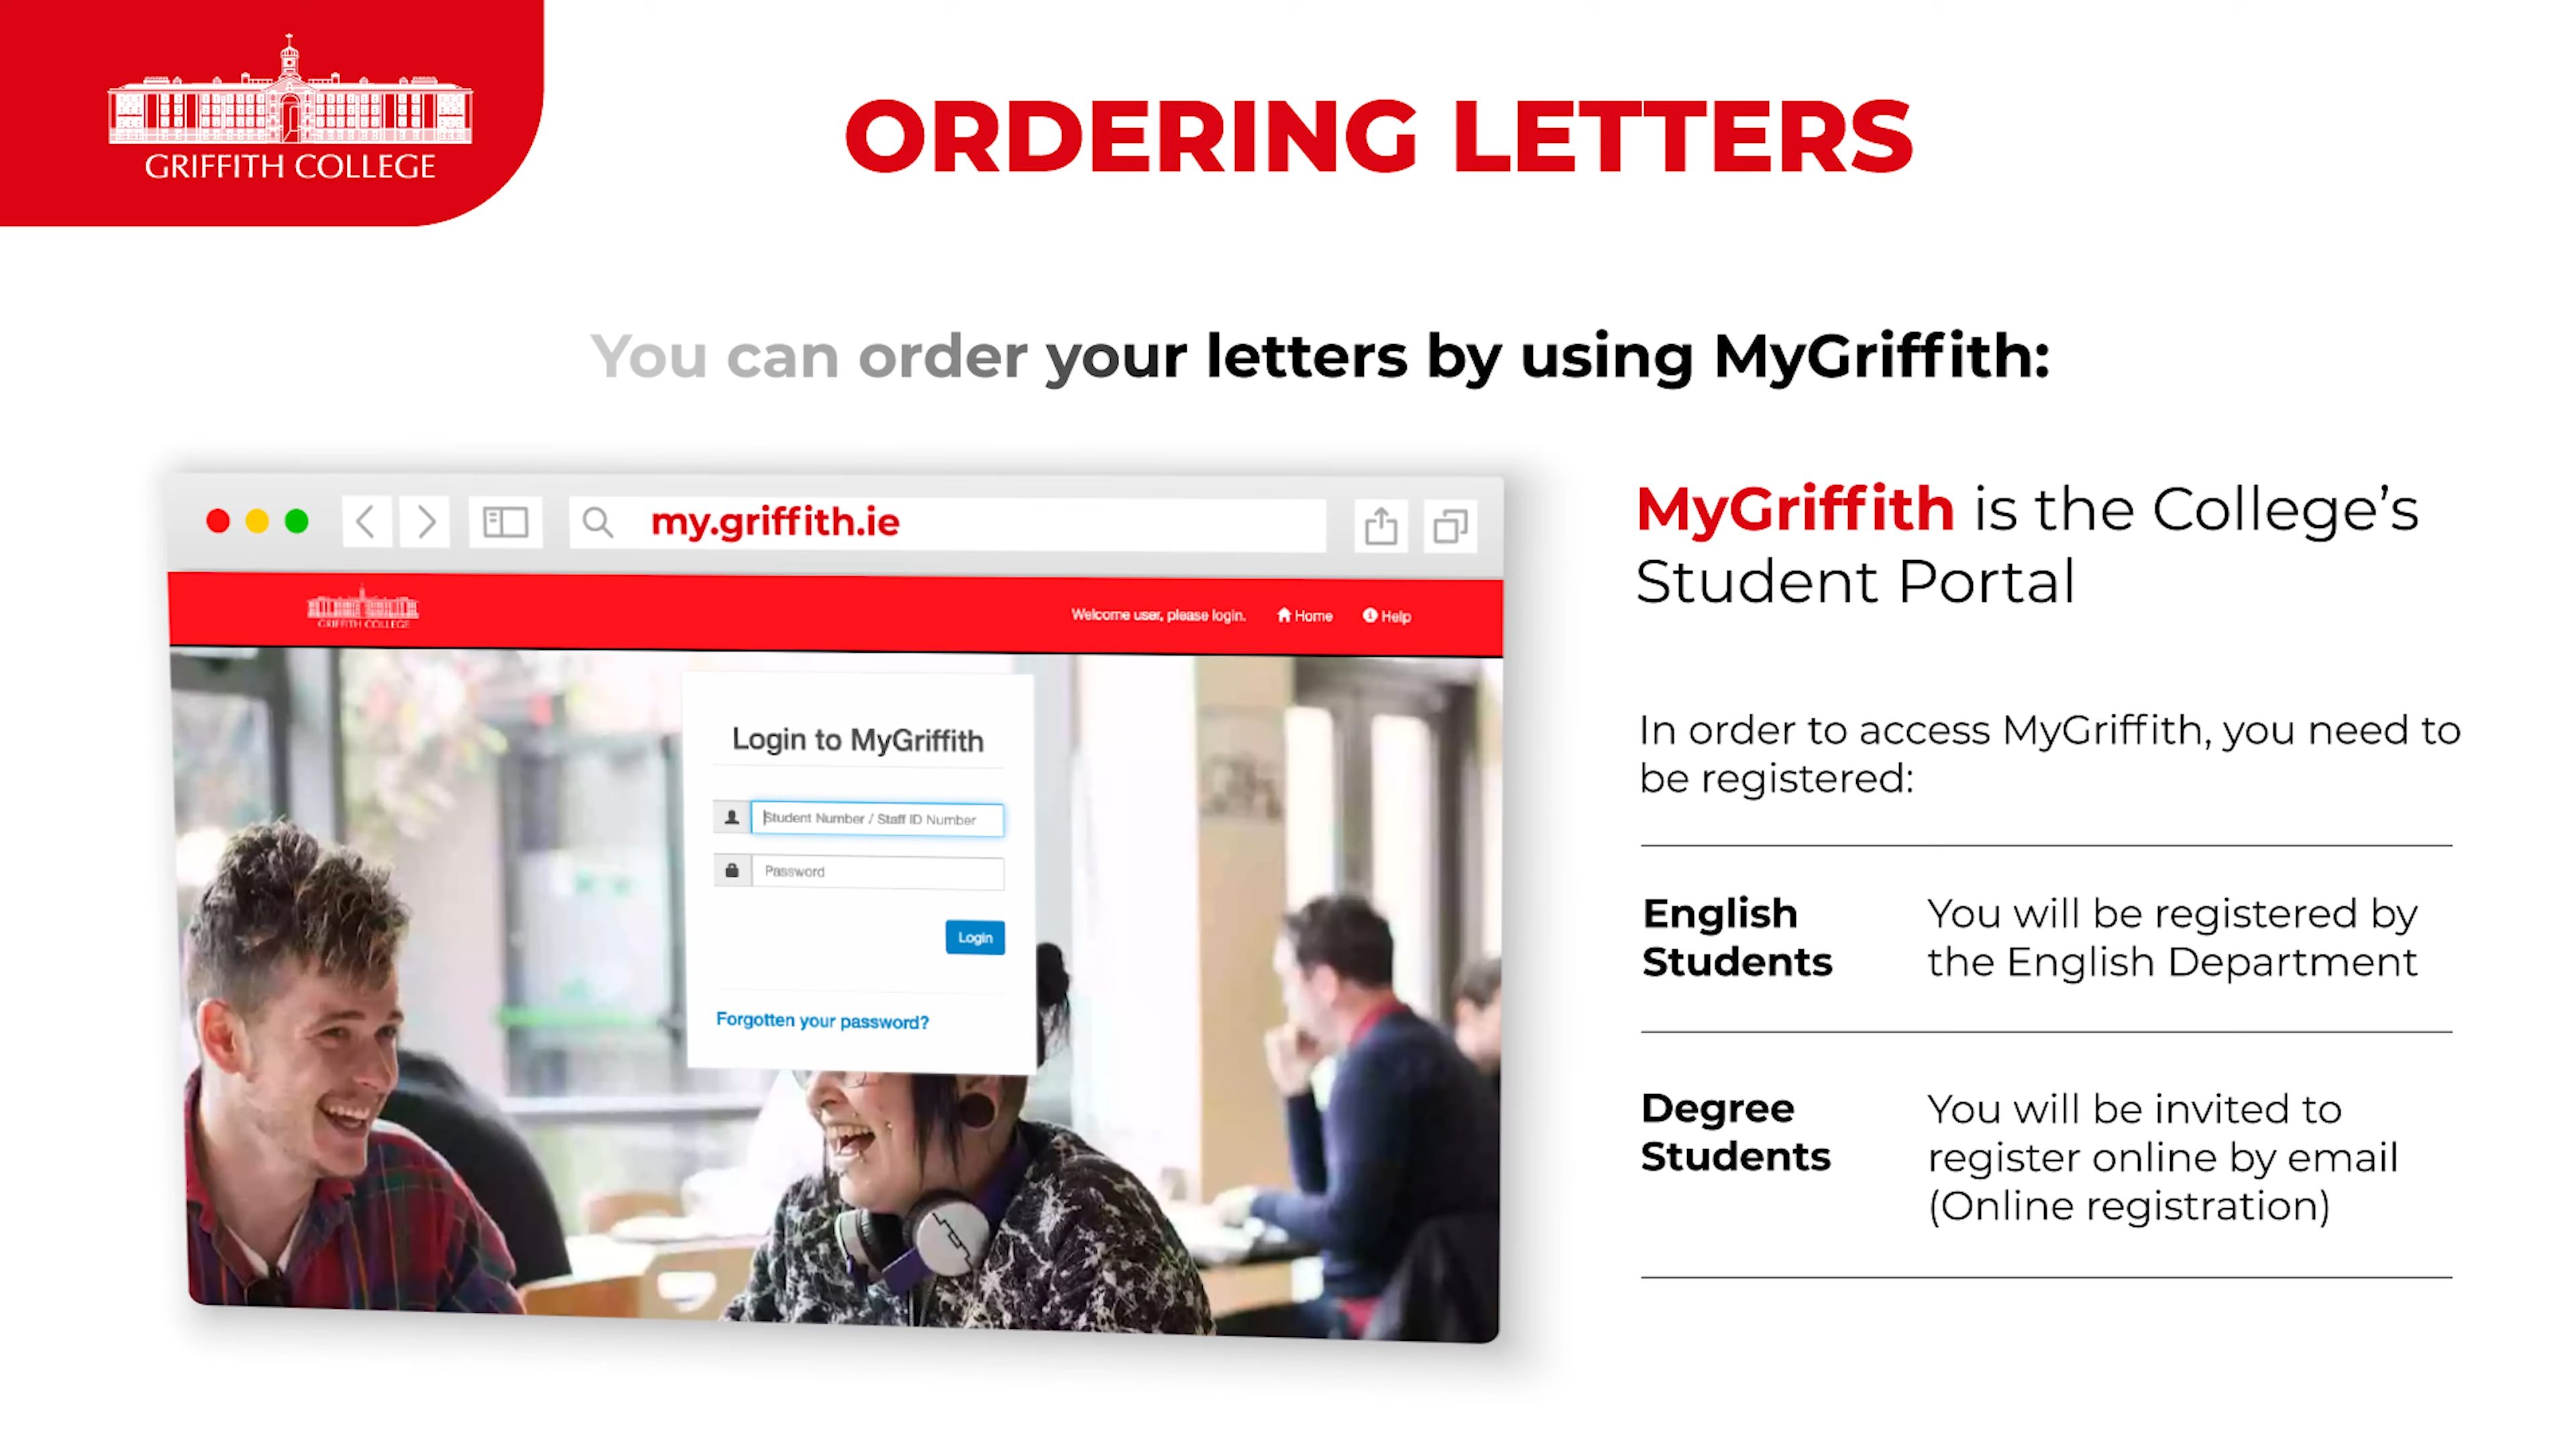 GRIFFITH COLLEGE
ORDERING LETTERS
You can order your letters by using MyGriffith:
my.griffith.ie
GRIFFITH COLLEGE
Welcome user, please login.
Home
Help
Login to MyGriffith
Student Number / Staff ID Number
Password
Login
Forgotten your password?
MyGriffith is the College’s
Student Portal
In order to access MyGriffith, you need to
be registered:
English
Students
You will be registered by
the English Department
Degree
Students
You will be invited to
register online by email
(Online registration)